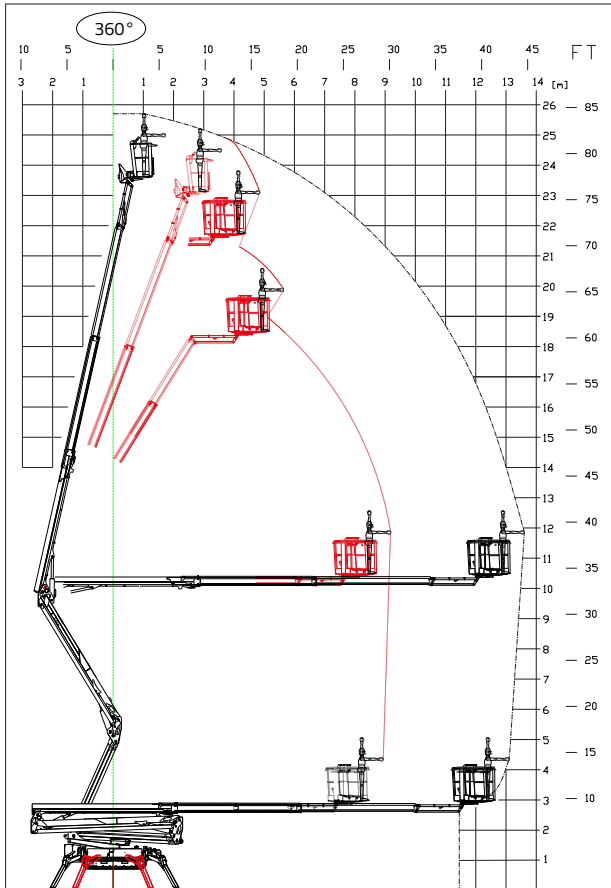 360°
10 5 5 10 15 20 25 30 35 40 45 FT
3 2 1 1 2 3 4 5 6 7 8 9 10 11 12 13 14 [m]
26 — 85
25
24 — 80
23 — 75
22
21 — 70
20 — 65
19
18 — 60
17 — 55
16
15 — 50
14
13 — 45
12 — 40
11 — 35
10
9 — 30
8
7 — 25
6 — 20
5
4 — 15
3 — 10
2
1